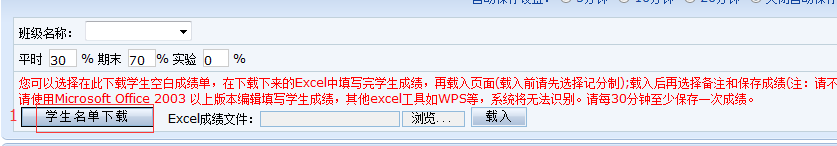 自动保存设置: 5分钟 10分钟 20分钟 关闭自动保存
班级名称:
平时 30 % 期末 70 % 实验 0 %
您可以选择在此下载学生空白成绩单，在下载下来的Excel中填写完学生成绩，再载入页面(载入前请先选择记分制);载入后再选择备注和保存成绩(注：请不
请使用Microsoft Office 2003 以上版本编辑填写学生成绩，其他excel工具如WPS等，系统将无法识别。请每30分钟至少保存一次成绩。
1 学生名单下载 Excel成绩文件: 浏览... 载入